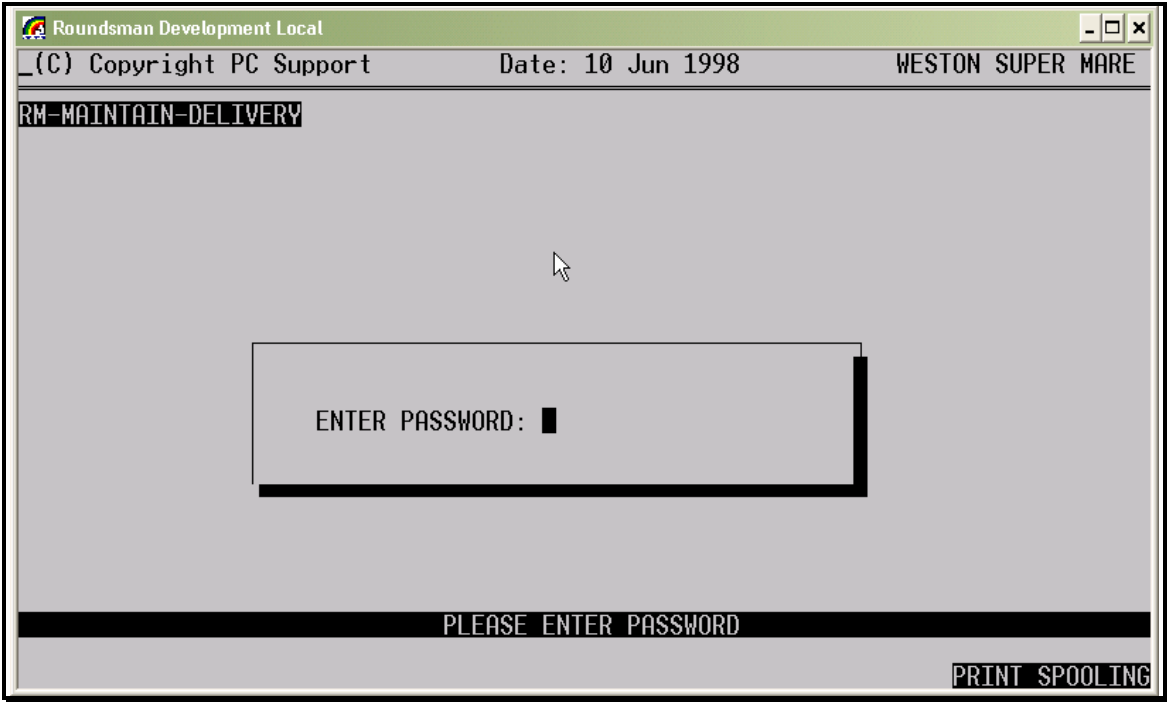 Roundsman Development Local
_(C) Copyright PC Support Date: 10 Jun 1998 WESTON SUPER MARE
RM-MAINTAIN-DELIVERY
ENTER PASSWORD:
PLEASE ENTER PASSWORD
PRINT SPOOLING